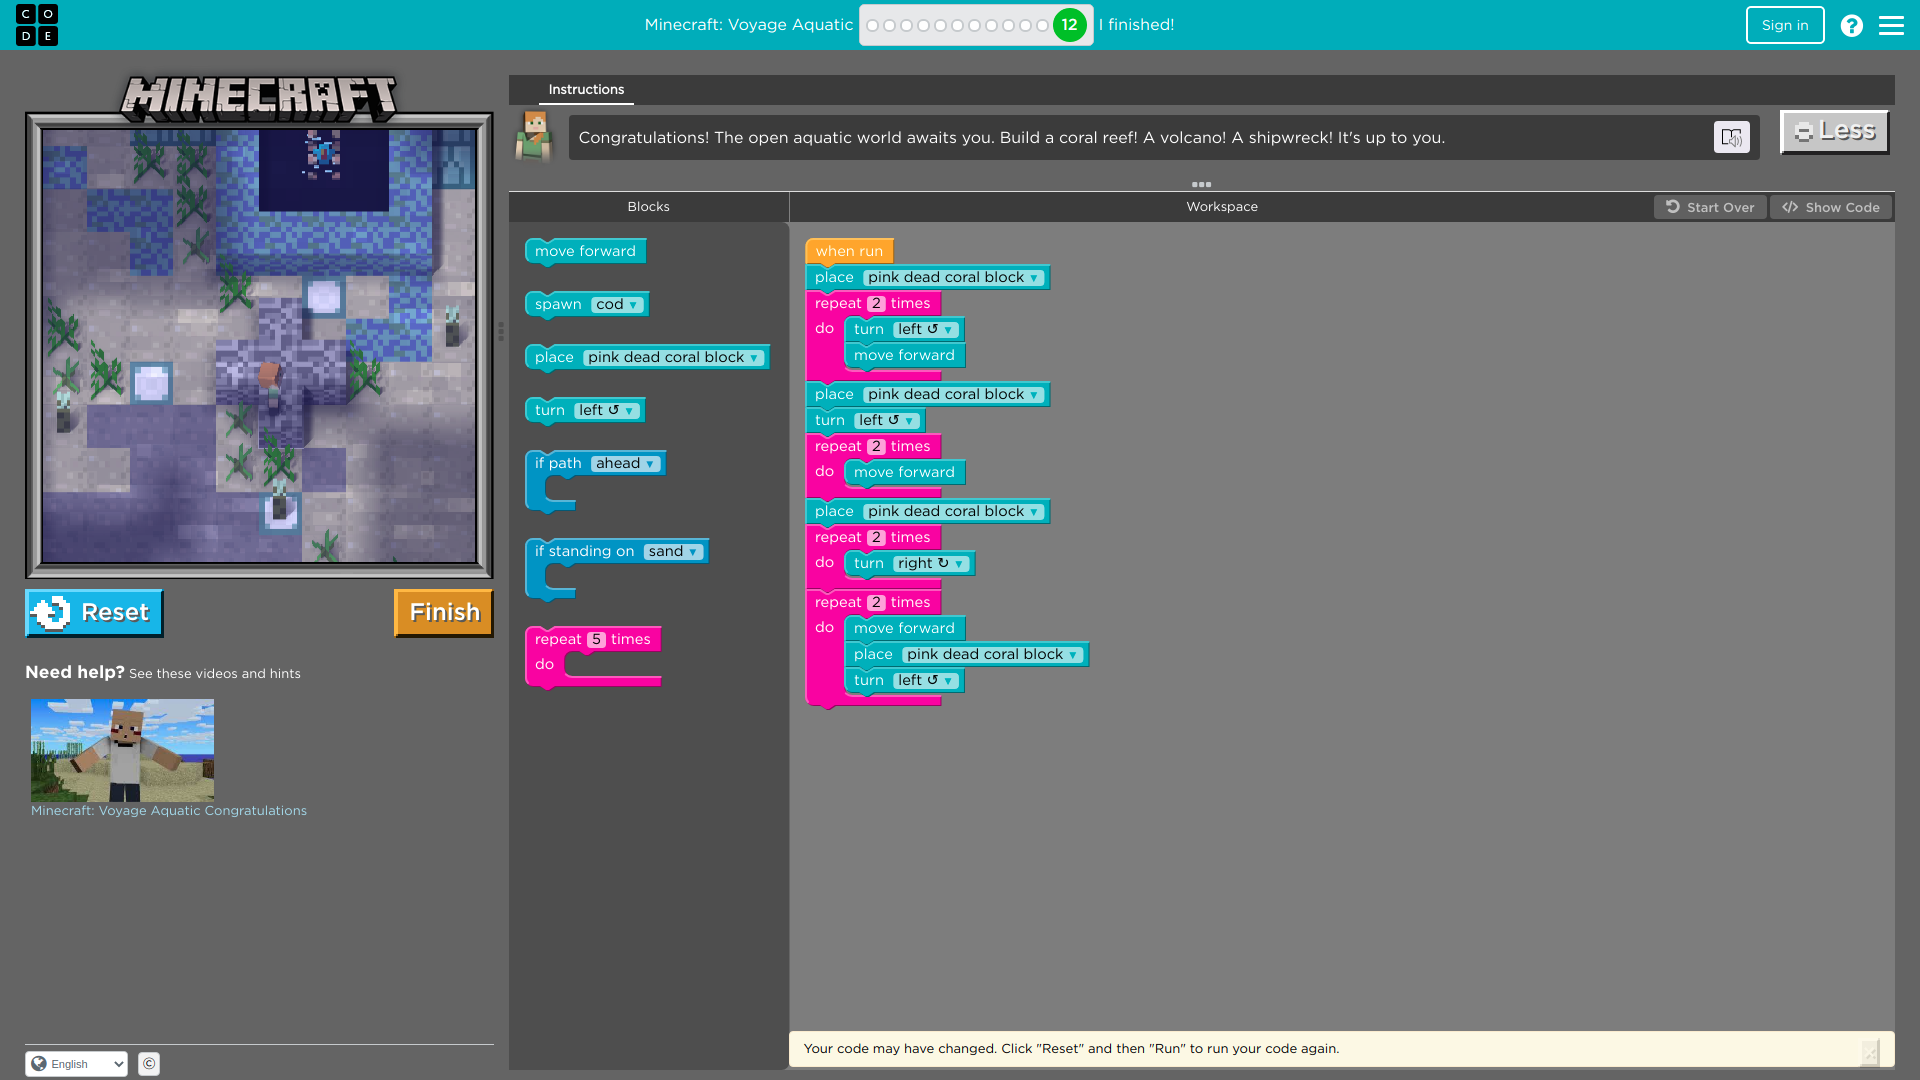 C O
D E
Minecraft: Voyage Aquatic
12
I finished!
Sign in
?
MINECRAFT
Instructions
Congratulations! The open aquatic world awaits you. Build a coral reef! A volcano! A shipwreck! It's up to you.
Less
Blocks
Workspace
Start Over
Show Code
move forward
spawn cod
place pink dead coral block
turn left ↺
if path ahead
if standing on sand
repeat 5 times
do
when run
place pink dead coral block
repeat 2 times
do turn left ↺
move forward
place pink dead coral block
turn left ↺
repeat 2 times
do move forward
place pink dead coral block
repeat 2 times
do turn right ↻
repeat 2 times
do move forward
place pink dead coral block
turn left ↺
Reset
Finish
Need help? See these videos and hints
Minecraft: Voyage Aquatic Congratulations
English
©
Your code may have changed. Click "Reset" and then "Run" to run your code again.